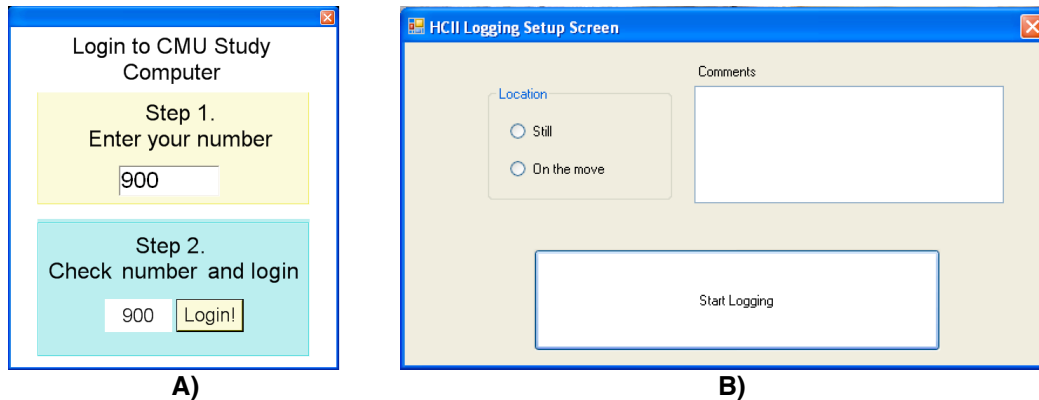 Login to CMU Study
Computer
Step 1.
Enter your number
900
Step 2.
Check number and login
900 Login!
A)
HCII Logging Setup Screen
Comments
Location
Still
On the move
Start Logging
B)